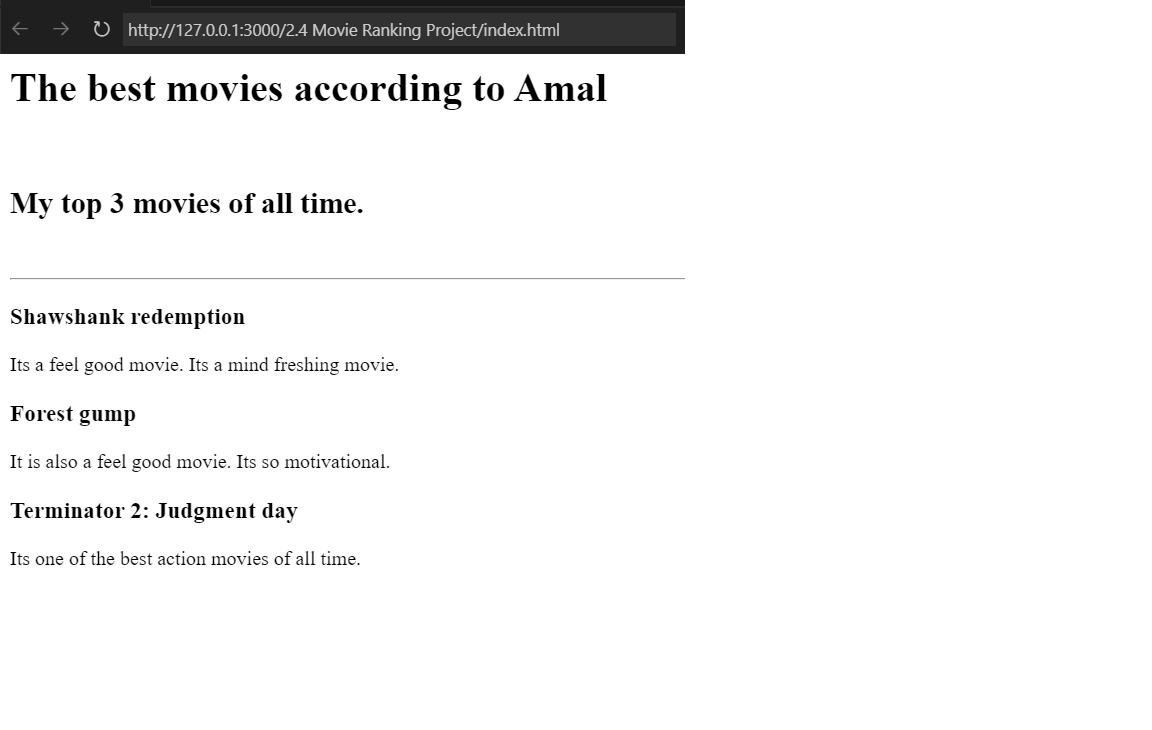 http://127.0.0.1:3000/2.4 Movie Ranking Project/index.html
The best movies according to Amal
My top 3 movies of all time.
Shawshank redemption
Its a feel good movie. Its a mind freshing movie.
Forest gump
It is also a feel good movie. Its so motivational.
Terminator 2: Judgment day
Its one of the best action movies of all time.